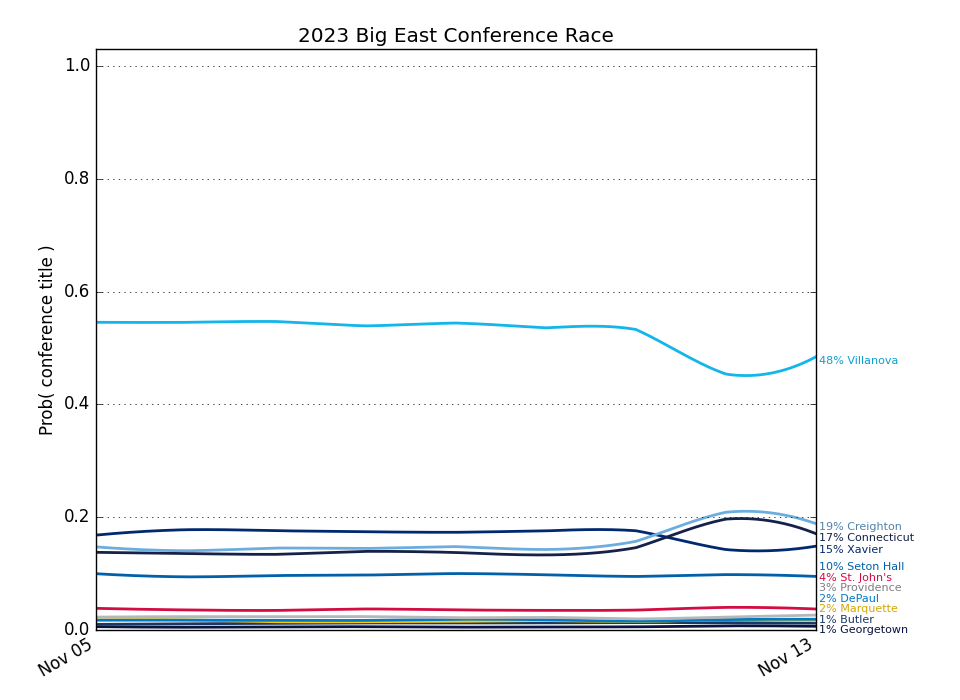 2023 Big East Conference Race
Prob( conference title )
1.0
0.8
0.6
0.4
0.2
0.0
Nov 05
Nov 13
48% Villanova
19% Creighton
17% Connecticut
15% Xavier
10% Seton Hall
4% St. John's
3% Providence
2% DePaul
2% Marquette
1% Butler
1% Georgetown